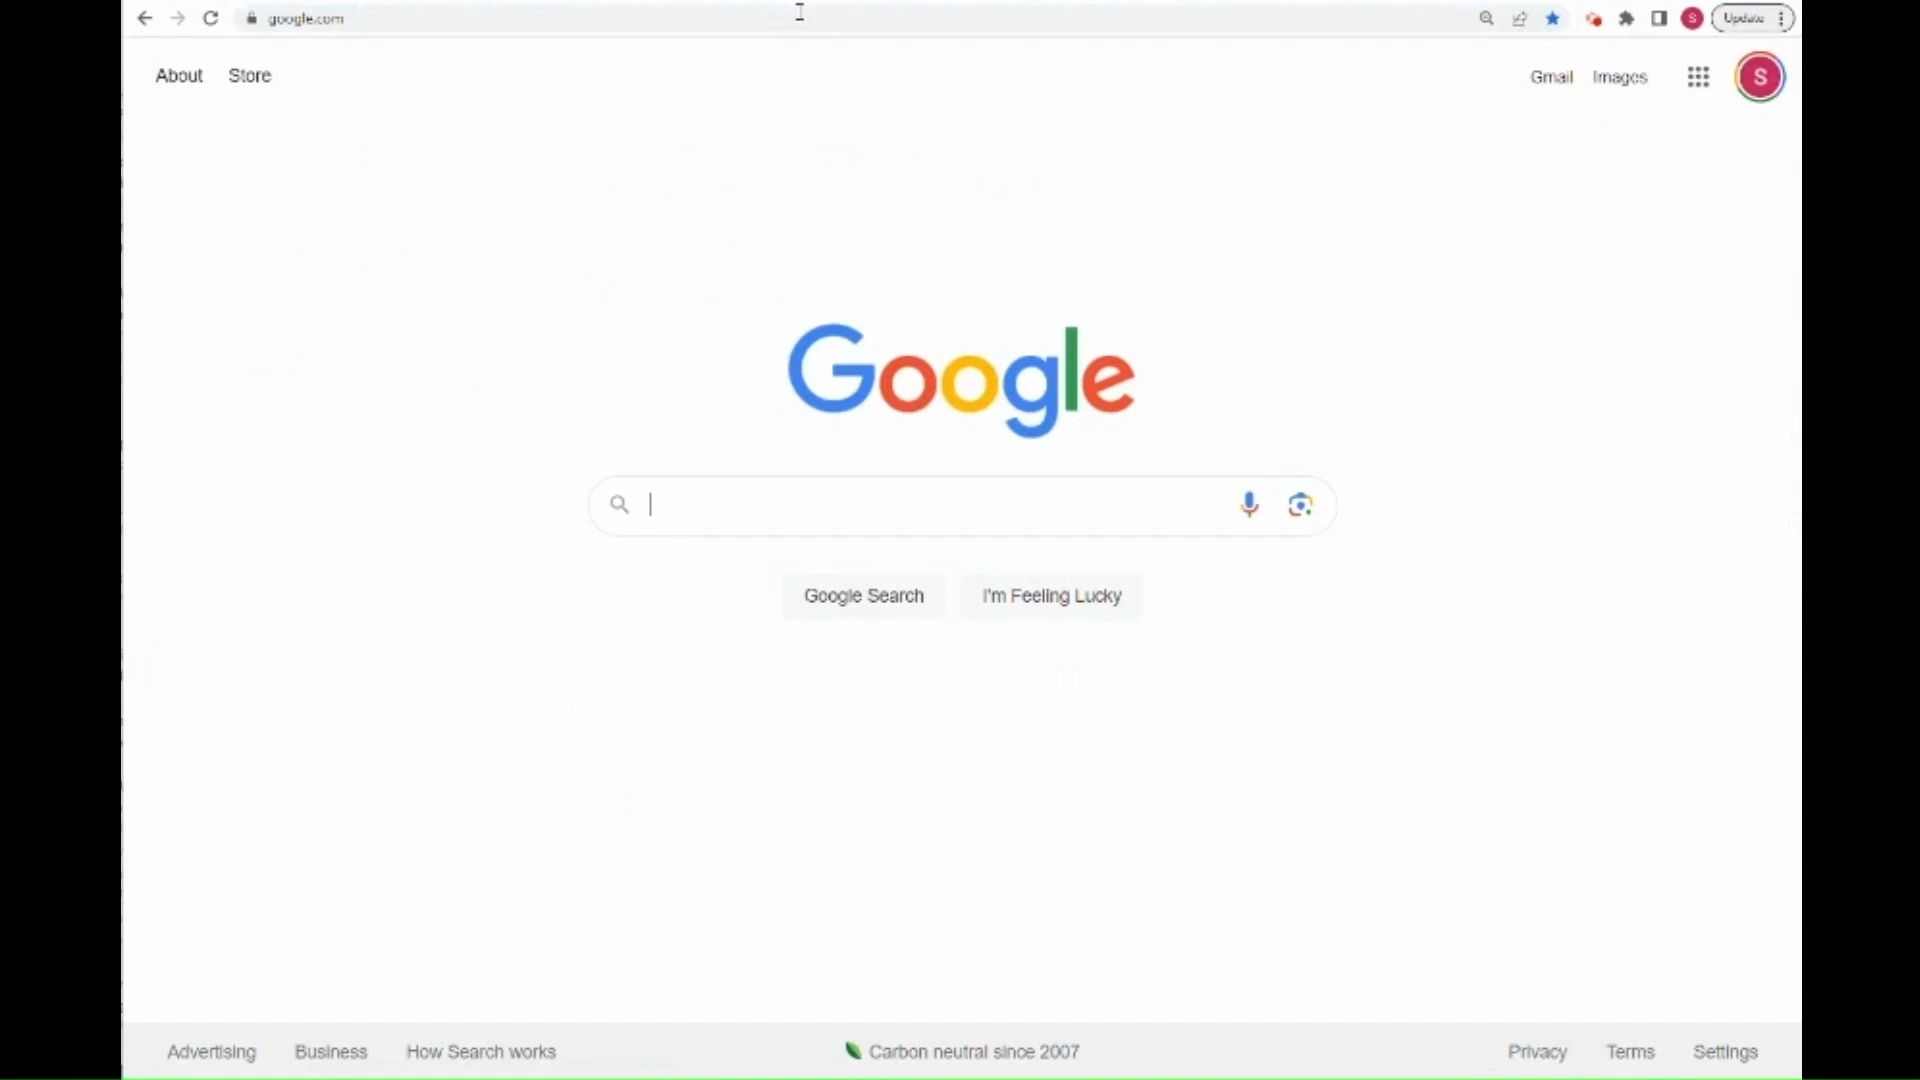 google.com
S
Update
About
Store
Gmail
Images
S
Google
Google Search
I'm Feeling Lucky
Advertising
Business
How Search works
Carbon neutral since 2007
Privacy
Terms
Settings